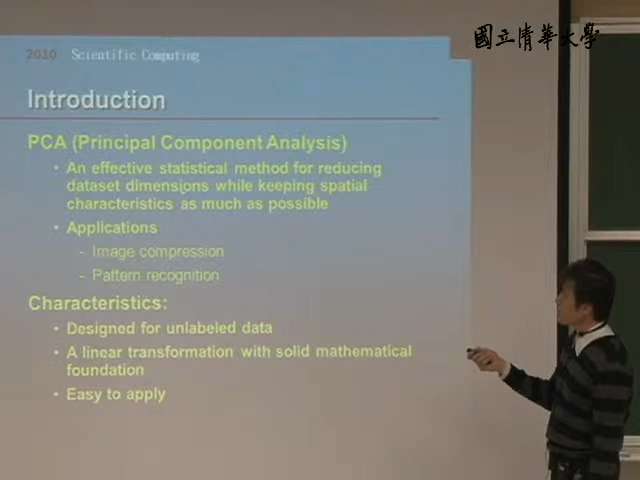 國立清華大學
2010 Scientific Computing
Introduction
PCA (Principal Component Analysis)
• An effective statistical method for reducing
dataset dimensions while keeping spatial
characteristics as much as possible
• Applications
- Image compression
- Pattern recognition
Characteristics:
• Designed for unlabeled data
• A linear transformation with solid mathematical
foundation
• Easy to apply